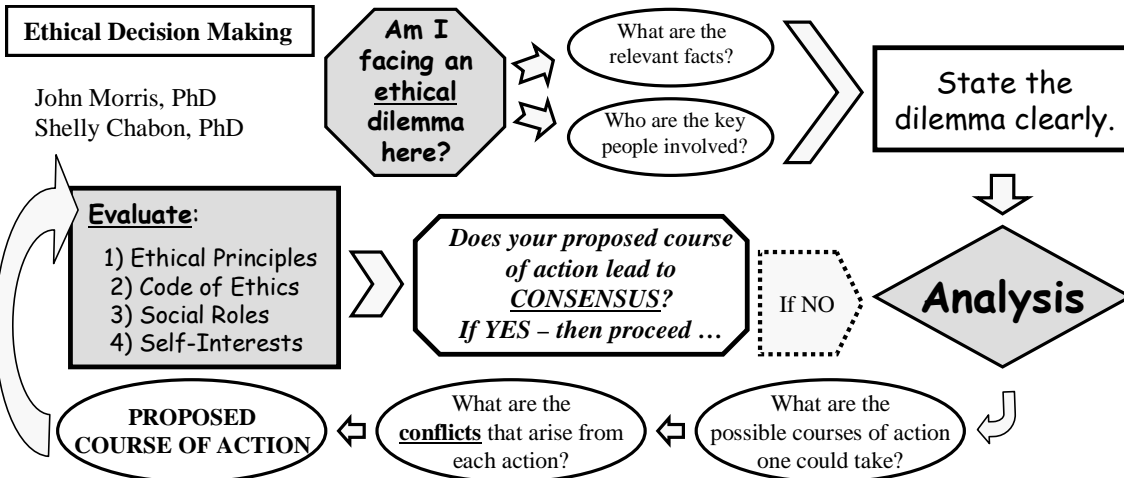 Ethical Decision Making
John Morris, PhD
Shelly Chabon, PhD
Am I
facing an
ethical
dilemma
here?
What are the
relevant facts?
Who are the key
people involved?
State the
dilemma clearly.
Analysis
What are the
possible courses of action
one could take?
What are the
conflicts that arise from
each action?
PROPOSED
COURSE OF ACTION
Evaluate:
1) Ethical Principles
2) Code of Ethics
3) Social Roles
4) Self-Interests
Does your proposed course
of action lead to
CONSENSUS?
If YES – then proceed …
If NO